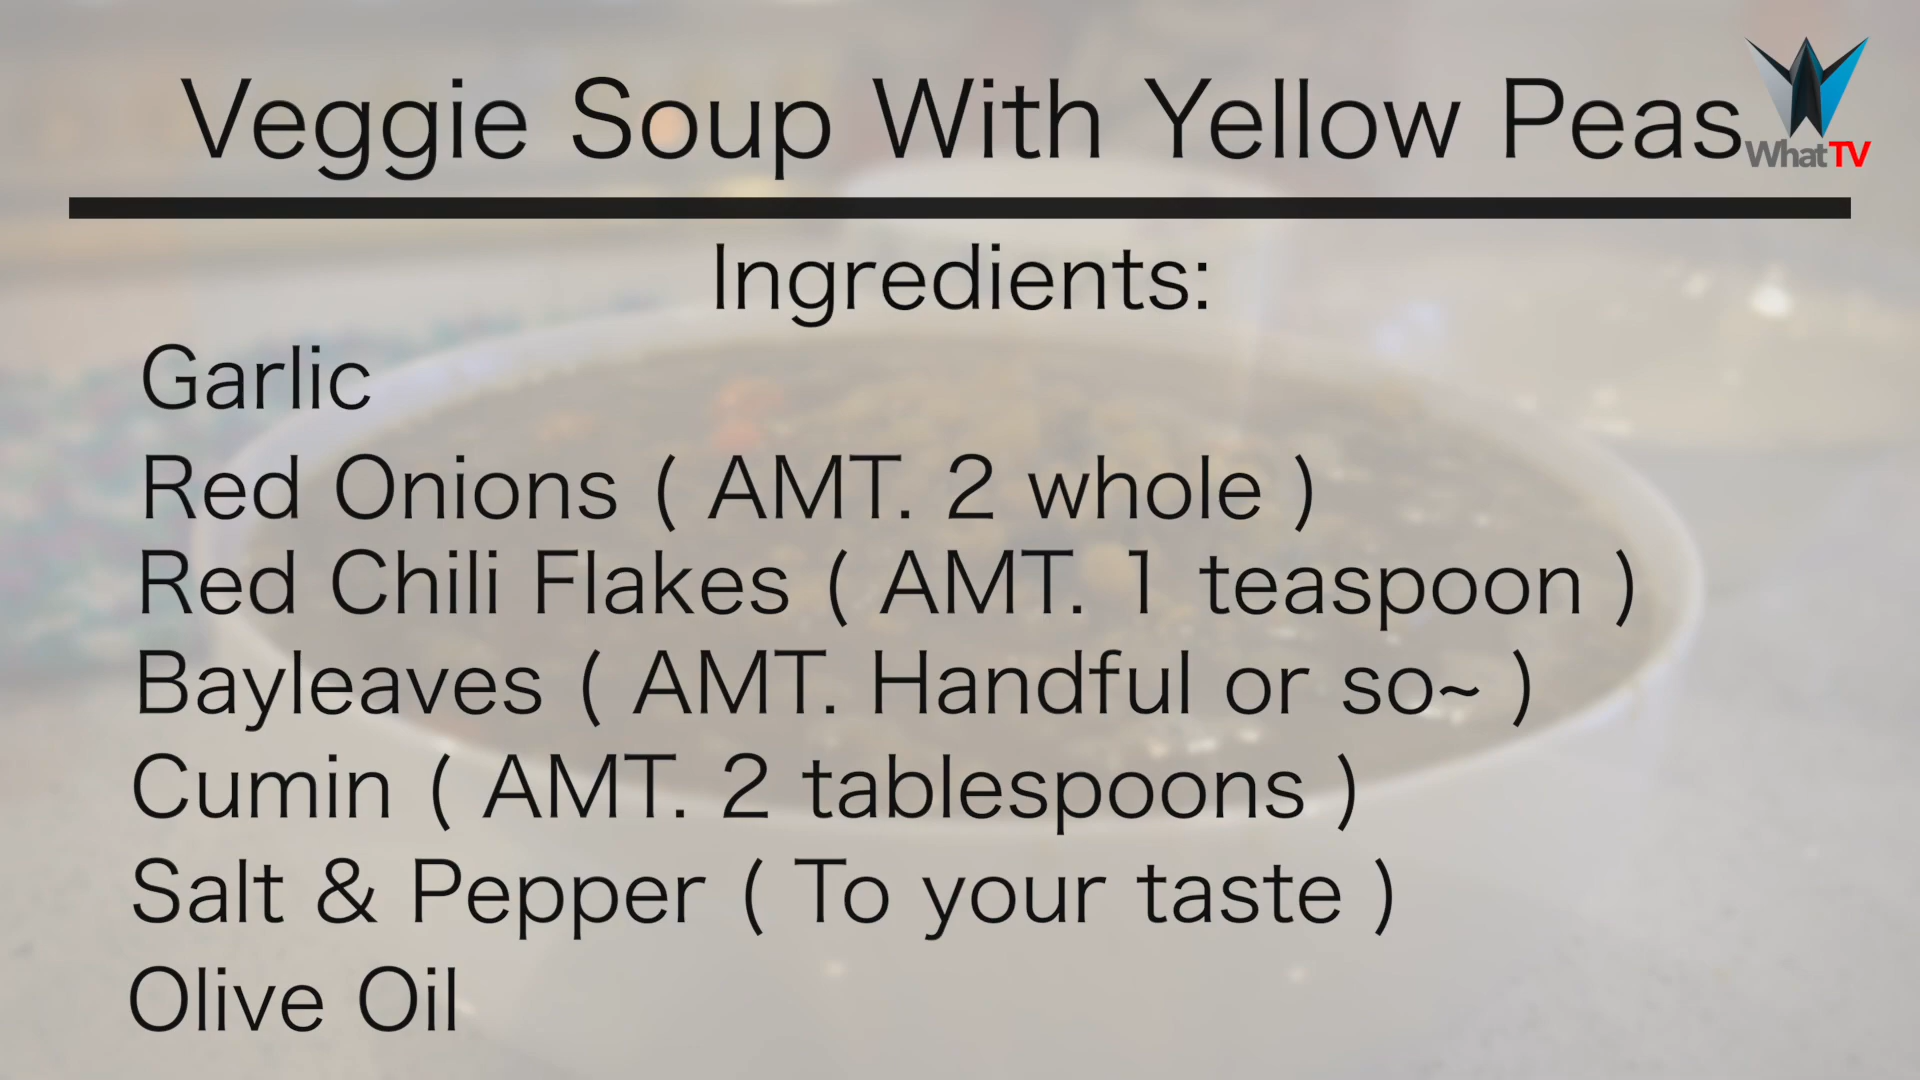 Veggie Soup With Yellow Peas
WhatTV
Ingredients:
Garlic
Red Onions ( AMT. 2 whole )
Red Chili Flakes ( AMT. 1 teaspoon )
Bayleaves ( AMT. Handful or so~ )
Cumin ( AMT. 2 tablespoons )
Salt & Pepper ( To your taste )
Olive Oil